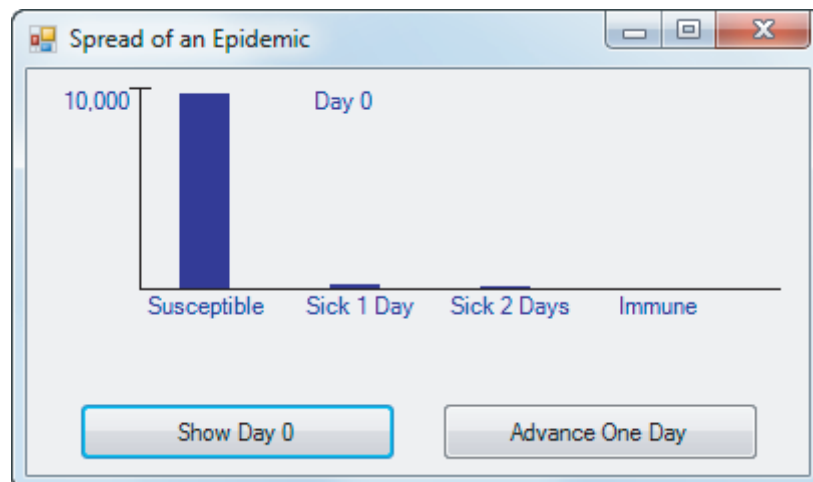 Spread of an Epidemic
10,000 Day 0
Susceptible Sick 1 Day Sick 2 Days Immune
Show Day 0 Advance One Day